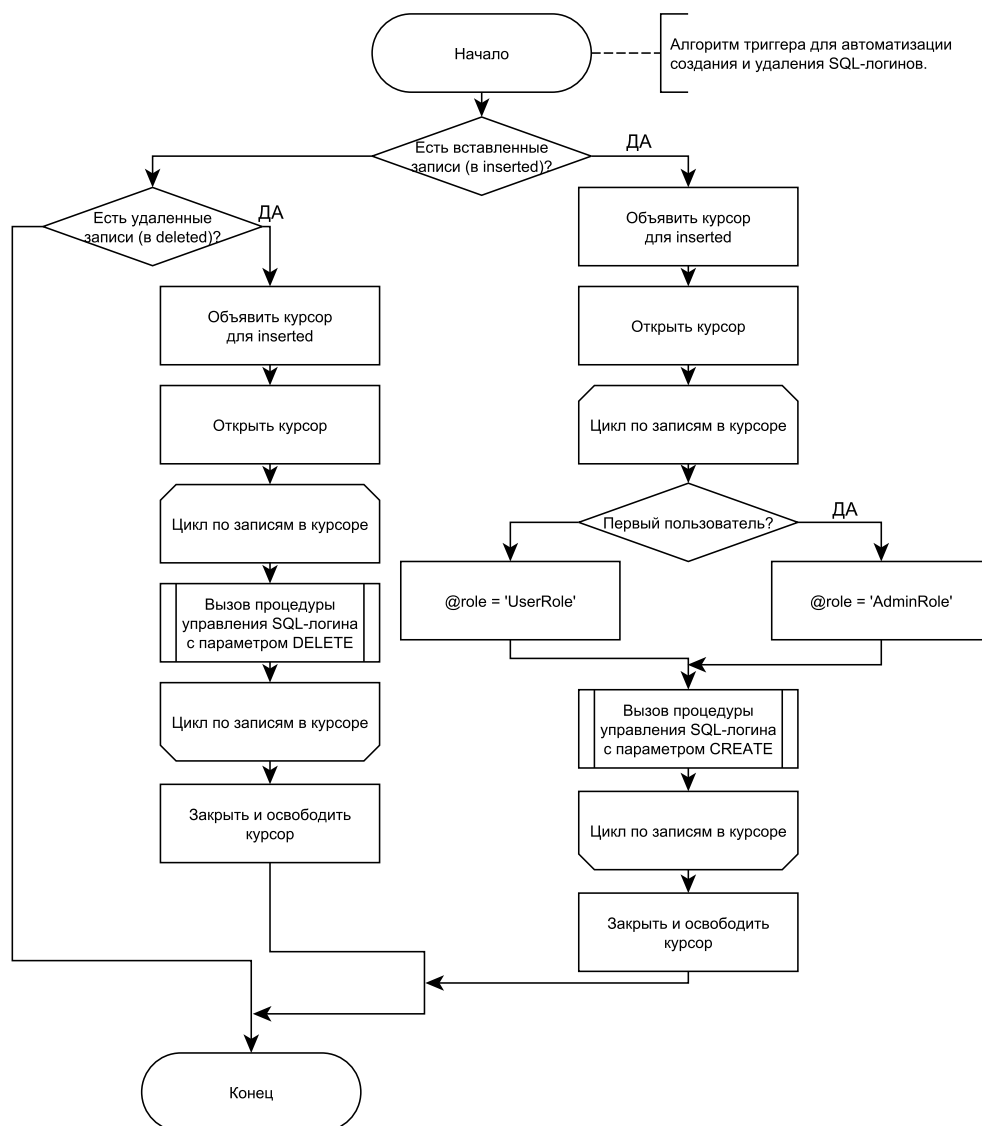 Начало
Алгоритм триггера для автоматизации
создания и удаления SQL-логинов.
Есть вставленные
записи (в inserted)?
ДА
Есть удаленные
записи (в deleted)?
ДА
Объявить курсор
для inserted
Объявить курсор
для inserted
Открыть курсор
Открыть курсор
Цикл по записям в курсоре
Цикл по записям в курсоре
Первый пользователь?
ДА
Вызов процедуры
управления SQL-логина
с параметром DELETE
@role = 'UserRole'
@role = 'AdminRole'
Цикл по записям в курсоре
Вызов процедуры
управления SQL-логина
с параметром CREATE
Закрыть и освободить
курсор
Цикл по записям в курсоре
Закрыть и освободить
курсор
Конец